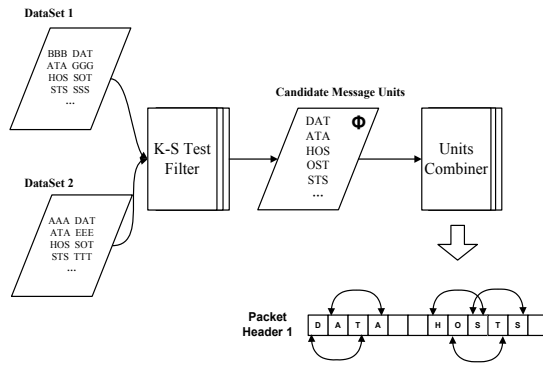 DataSet 1
BBB DAT
ATA GGG
HOS SOT
STS SSS
...
DataSet 2
AAA DAT
ATA EEE
HOS SOT
STS TTT
...
K-S Test
Filter
Candidate Message Units
DAT Φ
ATA
HOS
OST
STS
...
Units
Combiner
Packet
Header 1
D A T A H O S T S